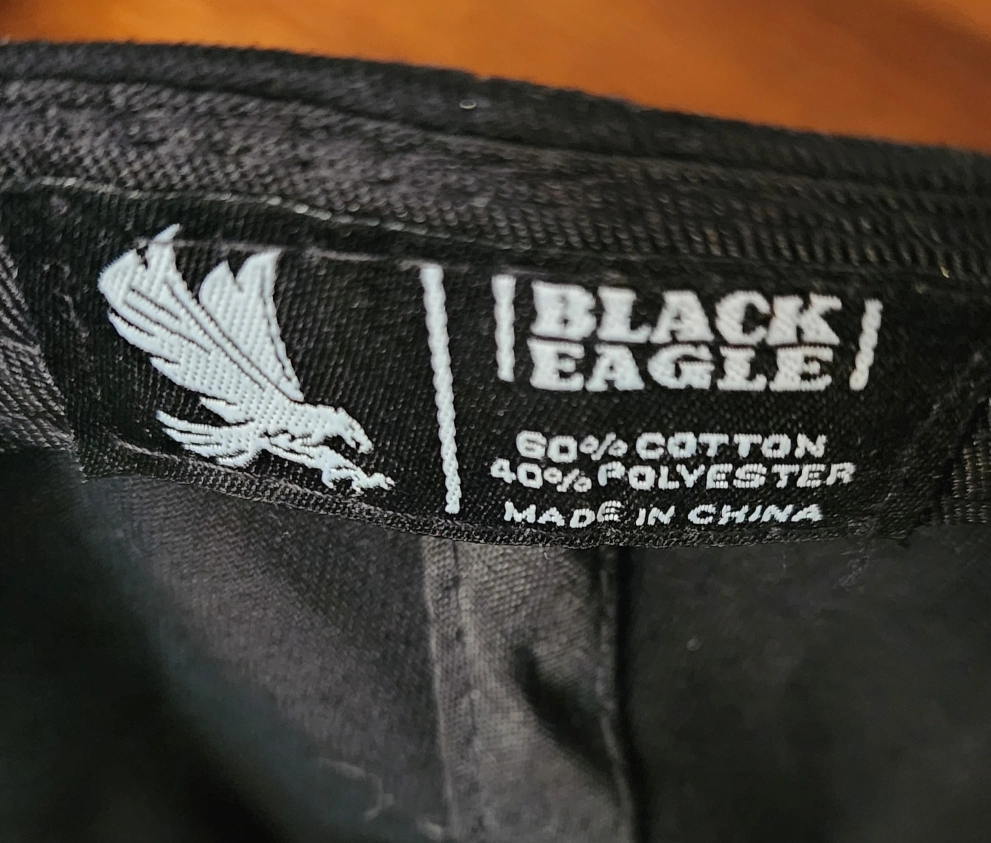 BLACK
EAGLE
60% COTTON
40% POLYESTER
MADE IN CHINA